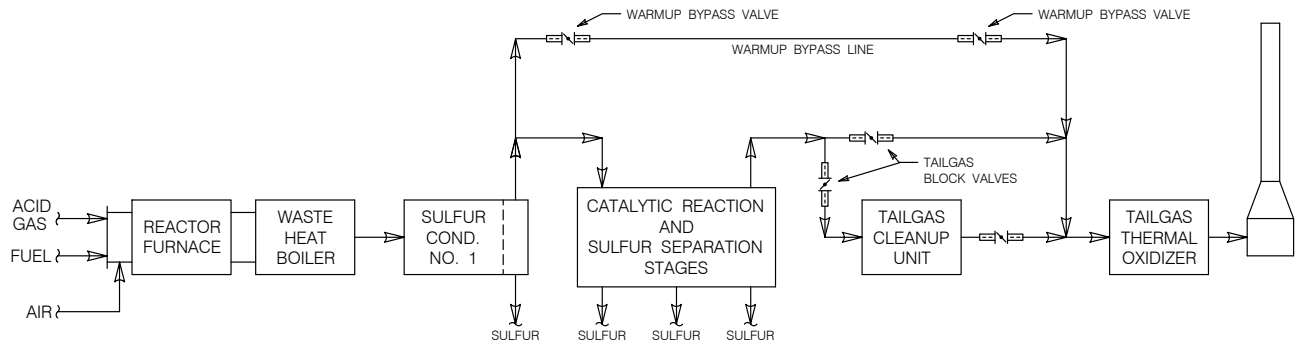 WARMUP BYPASS VALVE
WARMUP BYPASS VALVE
WARMUP BYPASS LINE
TAILGAS
BLOCK VALVES
ACID
GAS
FUEL
AIR
REACTOR
FURNACE
WASTE
HEAT
BOILER
SULFUR
COND.
NO. 1
CATALYTIC REACTION
AND
SULFUR SEPARATION
STAGES
TAILGAS
CLEANUP
UNIT
TAILGAS
THERMAL
OXIDIZER
SULFUR
SULFUR
SULFUR
SULFUR